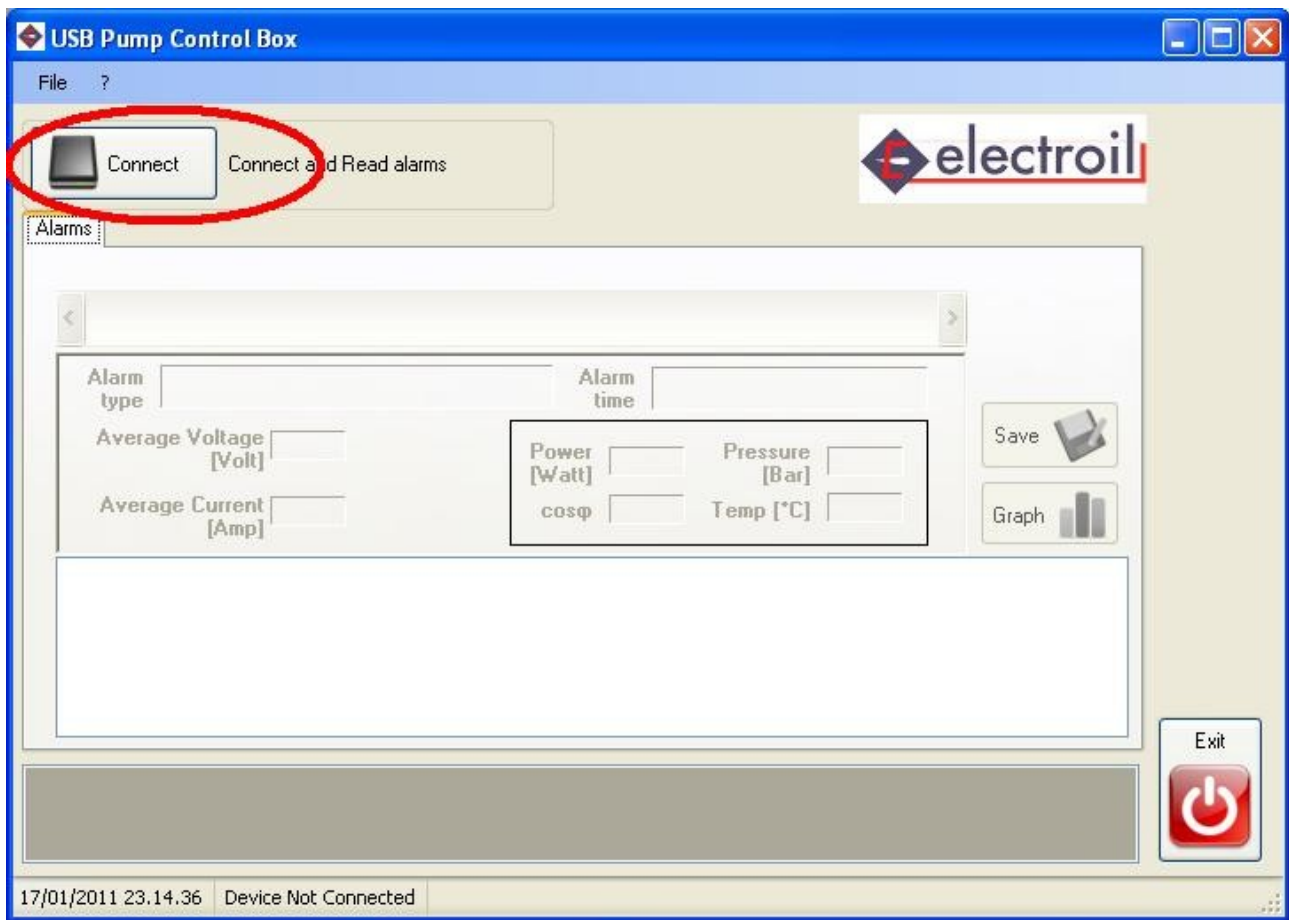 USB Pump Control Box
File ?
Connect
Connect and Read alarms
electroil
Alarms
Alarm
type
Alarm
time
Average Voltage
[Volt]
Average Current
[Amp]
Power
[Watt]
Pressure
[Bar]
cosφ
Temp [°C]
Save
Graph
Exit
17/01/2011 23.14.36 Device Not Connected